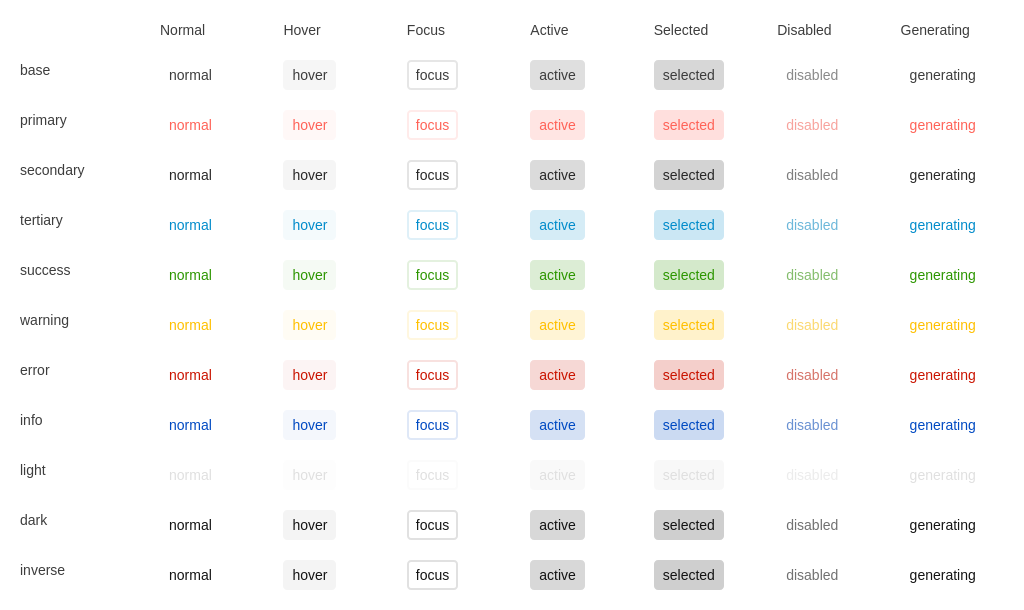 Normal Hover Focus Active Selected Disabled Generating
base normal hover focus active selected disabled generating
primary normal hover focus active selected disabled generating
secondary normal hover focus active selected disabled generating
tertiary normal hover focus active selected disabled generating
success normal hover focus active selected disabled generating
warning normal hover focus active selected disabled generating
error normal hover focus active selected disabled generating
info normal hover focus active selected disabled generating
light normal hover focus active selected disabled generating
dark normal hover focus active selected disabled generating
inverse normal hover focus active selected disabled generating